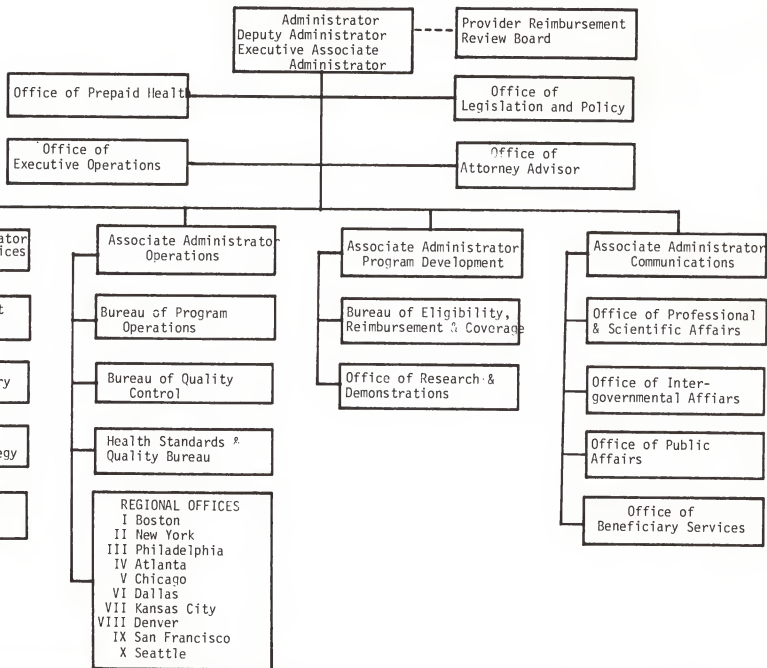 Administrator
Deputy Administrator
Executive Associate
Administrator
Provider Reimbursement
Review Board
Office of Prepaid Health
Office of
Legislation and Policy
Office of
Executive Operations
Office of
Attorney Advisor
Associate Administrator
Operations
Bureau of Program
Operations
Bureau of Quality
Control
Health Standards &
Quality Bureau
REGIONAL OFFICES
I Boston
II New York
III Philadelphia
IV Atlanta
V Chicago
VI Dallas
VII Kansas City
VIII Denver
IX San Francisco
X Seattle
Associate Administrator
Program Development
Bureau of Eligibility,
Reimbursement & Coverage
Office of Research &
Demonstrations
Associate Administrator
Communications
Office of Professional
& Scientific Affairs
Office of Inter-
governmental Affiars
Office of Public
Affairs
Office of
Beneficiary Services